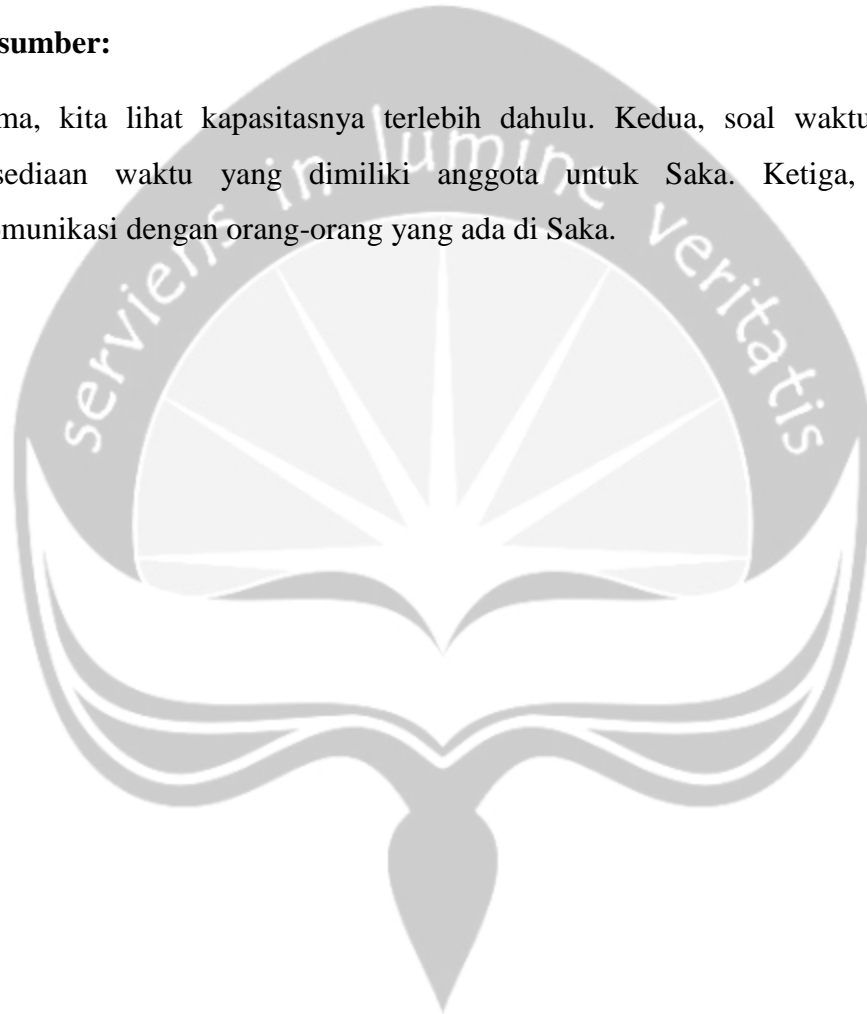 sumber:
ma, kita lihat kapasitasnya terlebih dahulu. Kedua, soal waktu
sediaan waktu yang dimiliki anggota untuk Saka. Ketiga,
omunikasi dengan orang-orang yang ada di Saka.
serviens in lumine veritatis